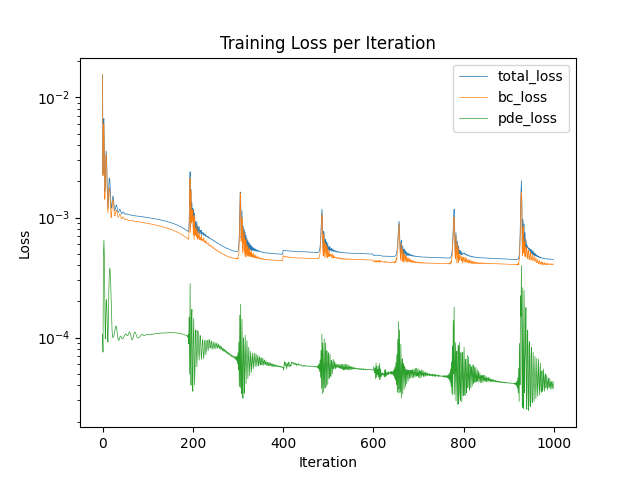 Training Loss per Iteration
total_loss
bc_loss
pde_loss
10⁻²
10⁻³
10⁻⁴
Loss
0 200 400 600 800 1000
Iteration